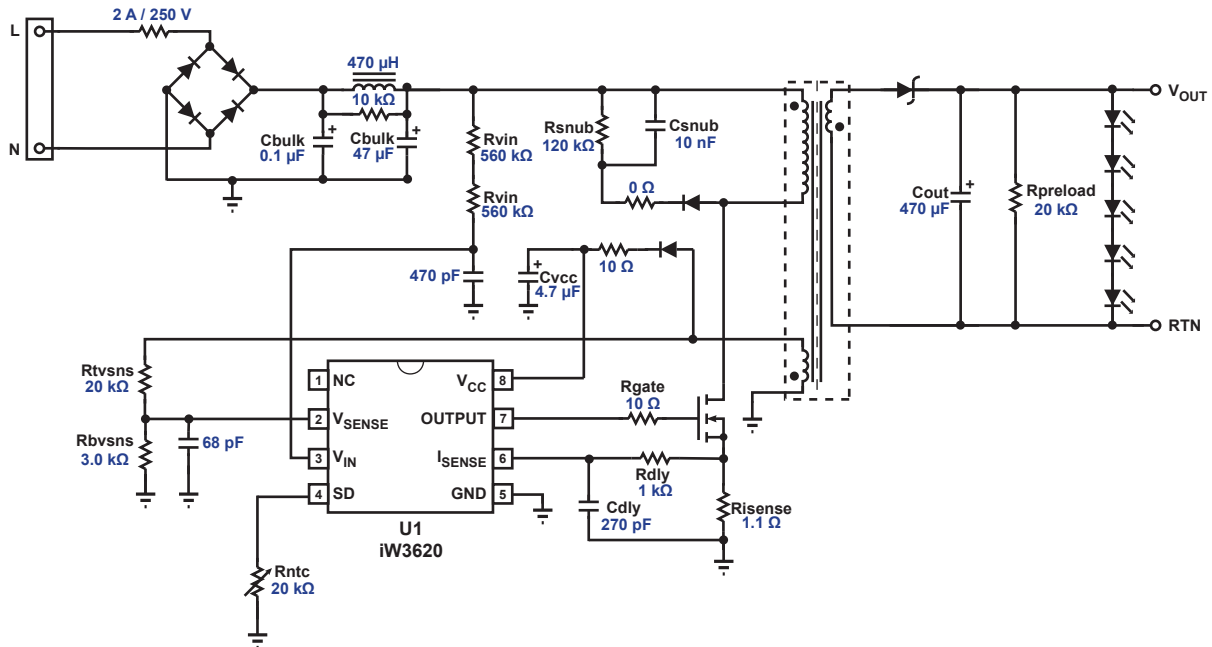 2 A / 250 V
L
N
470 µH
10 kΩ
Cbulk
0.1 µF
+
Cbulk
47 µF
+
Rvin
560 kΩ
Rvin
560 kΩ
Rsnub
120 kΩ
Csnub
10 nF
0 Ω
10 Ω
+
Cvcc
4.7 µF
470 pF
Cout
470 µF
+
Rpreload
20 kΩ
VOUT
RTN
Rtvsns
20 kΩ
Rbvsns
3.0 kΩ
68 pF
1 NC
2 VSENSE
3 VIN
4 SD
VCC 8
OUTPUT 7
ISENSE 6
GND 5
U1
iW3620
Rgate
10 Ω
Rdly
1 kΩ
Cdly
270 pF
Risense
1.1 Ω
Rntc
20 kΩ